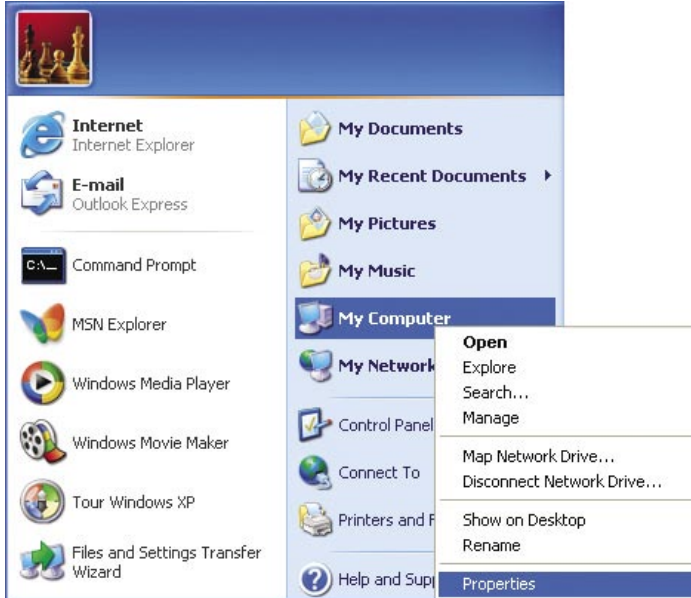 Internet
Internet Explorer
E-mail
Outlook Express
C:\_
Command Prompt
MSN Explorer
Windows Media Player
Windows Movie Maker
Tour Windows XP
Files and Settings Transfer
Wizard
My Documents
My Recent Documents
My Pictures
My Music
My Computer
My Network
Control Panel
Connect To
Printers and F
Help and Supp
Open
Explore
Search...
Manage
Map Network Drive...
Disconnect Network Drive...
Show on Desktop
Rename
Properties